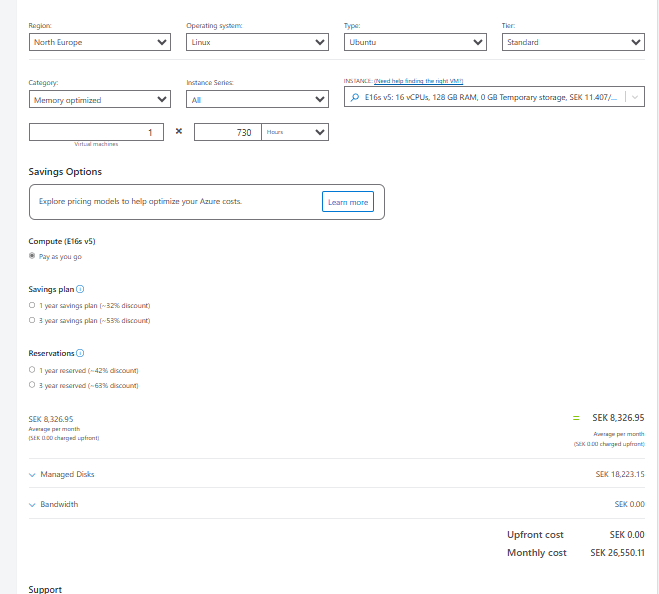 Region: Operating system: Type: Tier:
North Europe Linux Ubuntu Standard
Category: Instance Series: INSTANCE: (Need help finding the right VM?)
Memory optimized All E16s v5: 16 vCPUs, 128 GB RAM, 0 GB Temporary storage, SEK 11.407/...
1 × 730 Hours
Virtual machines
Savings Options
Explore pricing models to help optimize your Azure costs. Learn more
Compute (E16s v5)
Pay as you go
Savings plan
1 year savings plan (~32% discount)
3 year savings plan (~53% discount)
Reservations
1 year reserved (~42% discount)
3 year reserved (~63% discount)
SEK 8,326.95 = SEK 8,326.95
Average per month Average per month
(SEK 0.00 charged upfront) (SEK 0.00 charged upfront)
Managed Disks SEK 18,223.15
Bandwidth SEK 0.00
Upfront cost SEK 0.00
Monthly cost SEK 26,550.11
Support